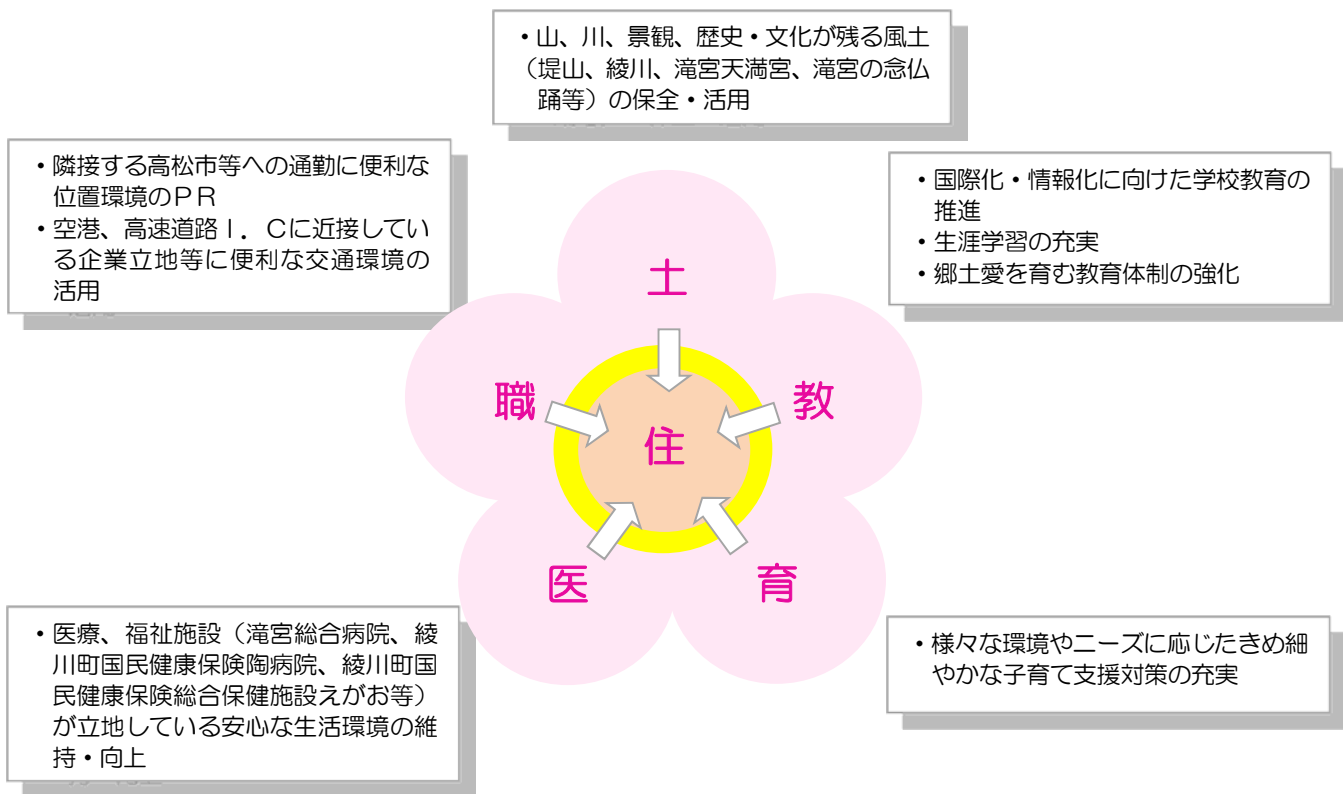 ・山、川、景観、歴史・文化が残る風土
（堤山、綾川、滝宮天満宮、滝宮の念仏
踊等）の保全・活用
・隣接する高松市等への通勤に便利な
位置環境のＰＲ
・空港、高速道路Ｉ．Ｃに近接してい
る企業立地等に便利な交通環境の
活用
・国際化・情報化に向けた学校教育の
推進
・生涯学習の充実
・郷土愛を育む教育体制の強化
土
職
教
住
医
育
・医療、福祉施設（滝宮総合病院、綾
川町国民健康保険陶病院、綾川町国
民健康保険総合保健施設えがお等）
が立地している安心な生活環境の維
持・向上
・様々な環境やニーズに応じたきめ細
やかな子育て支援対策の充実